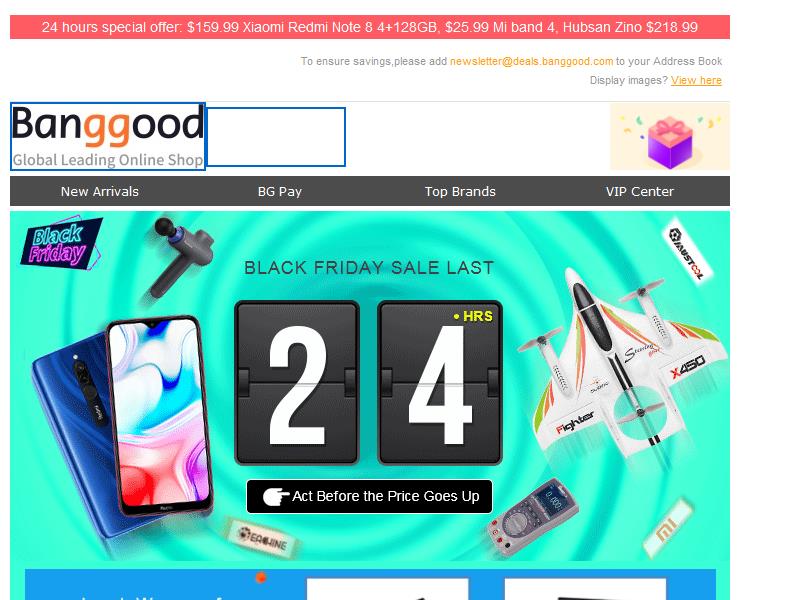 24 hours special offer: $159.99 Xiaomi Redmi Note 8 4+128GB, $25.99 Mi band 4, Hubsan Zino $218.99
To ensure savings,please add newsletter@deals.banggood.com to your Address Book
Display images? View here
Banggood
Global Leading Online Shop
New Arrivals
BG Pay
Top Brands
VIP Center
Black
Friday
BLACK FRIDAY SALE LAST
24
• HRS
Act Before the Price Goes Up
Redmi
Fighter
X450
EACHINE
MUSTOOL
mi